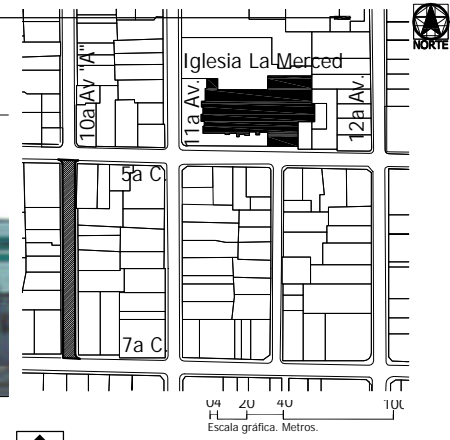 NORTE
Iglesia La Merced
10a Av "A"
11a Av.
12a Av.
5a C.
7a C.
04 20 40 100
Escala gráfica. Metros.